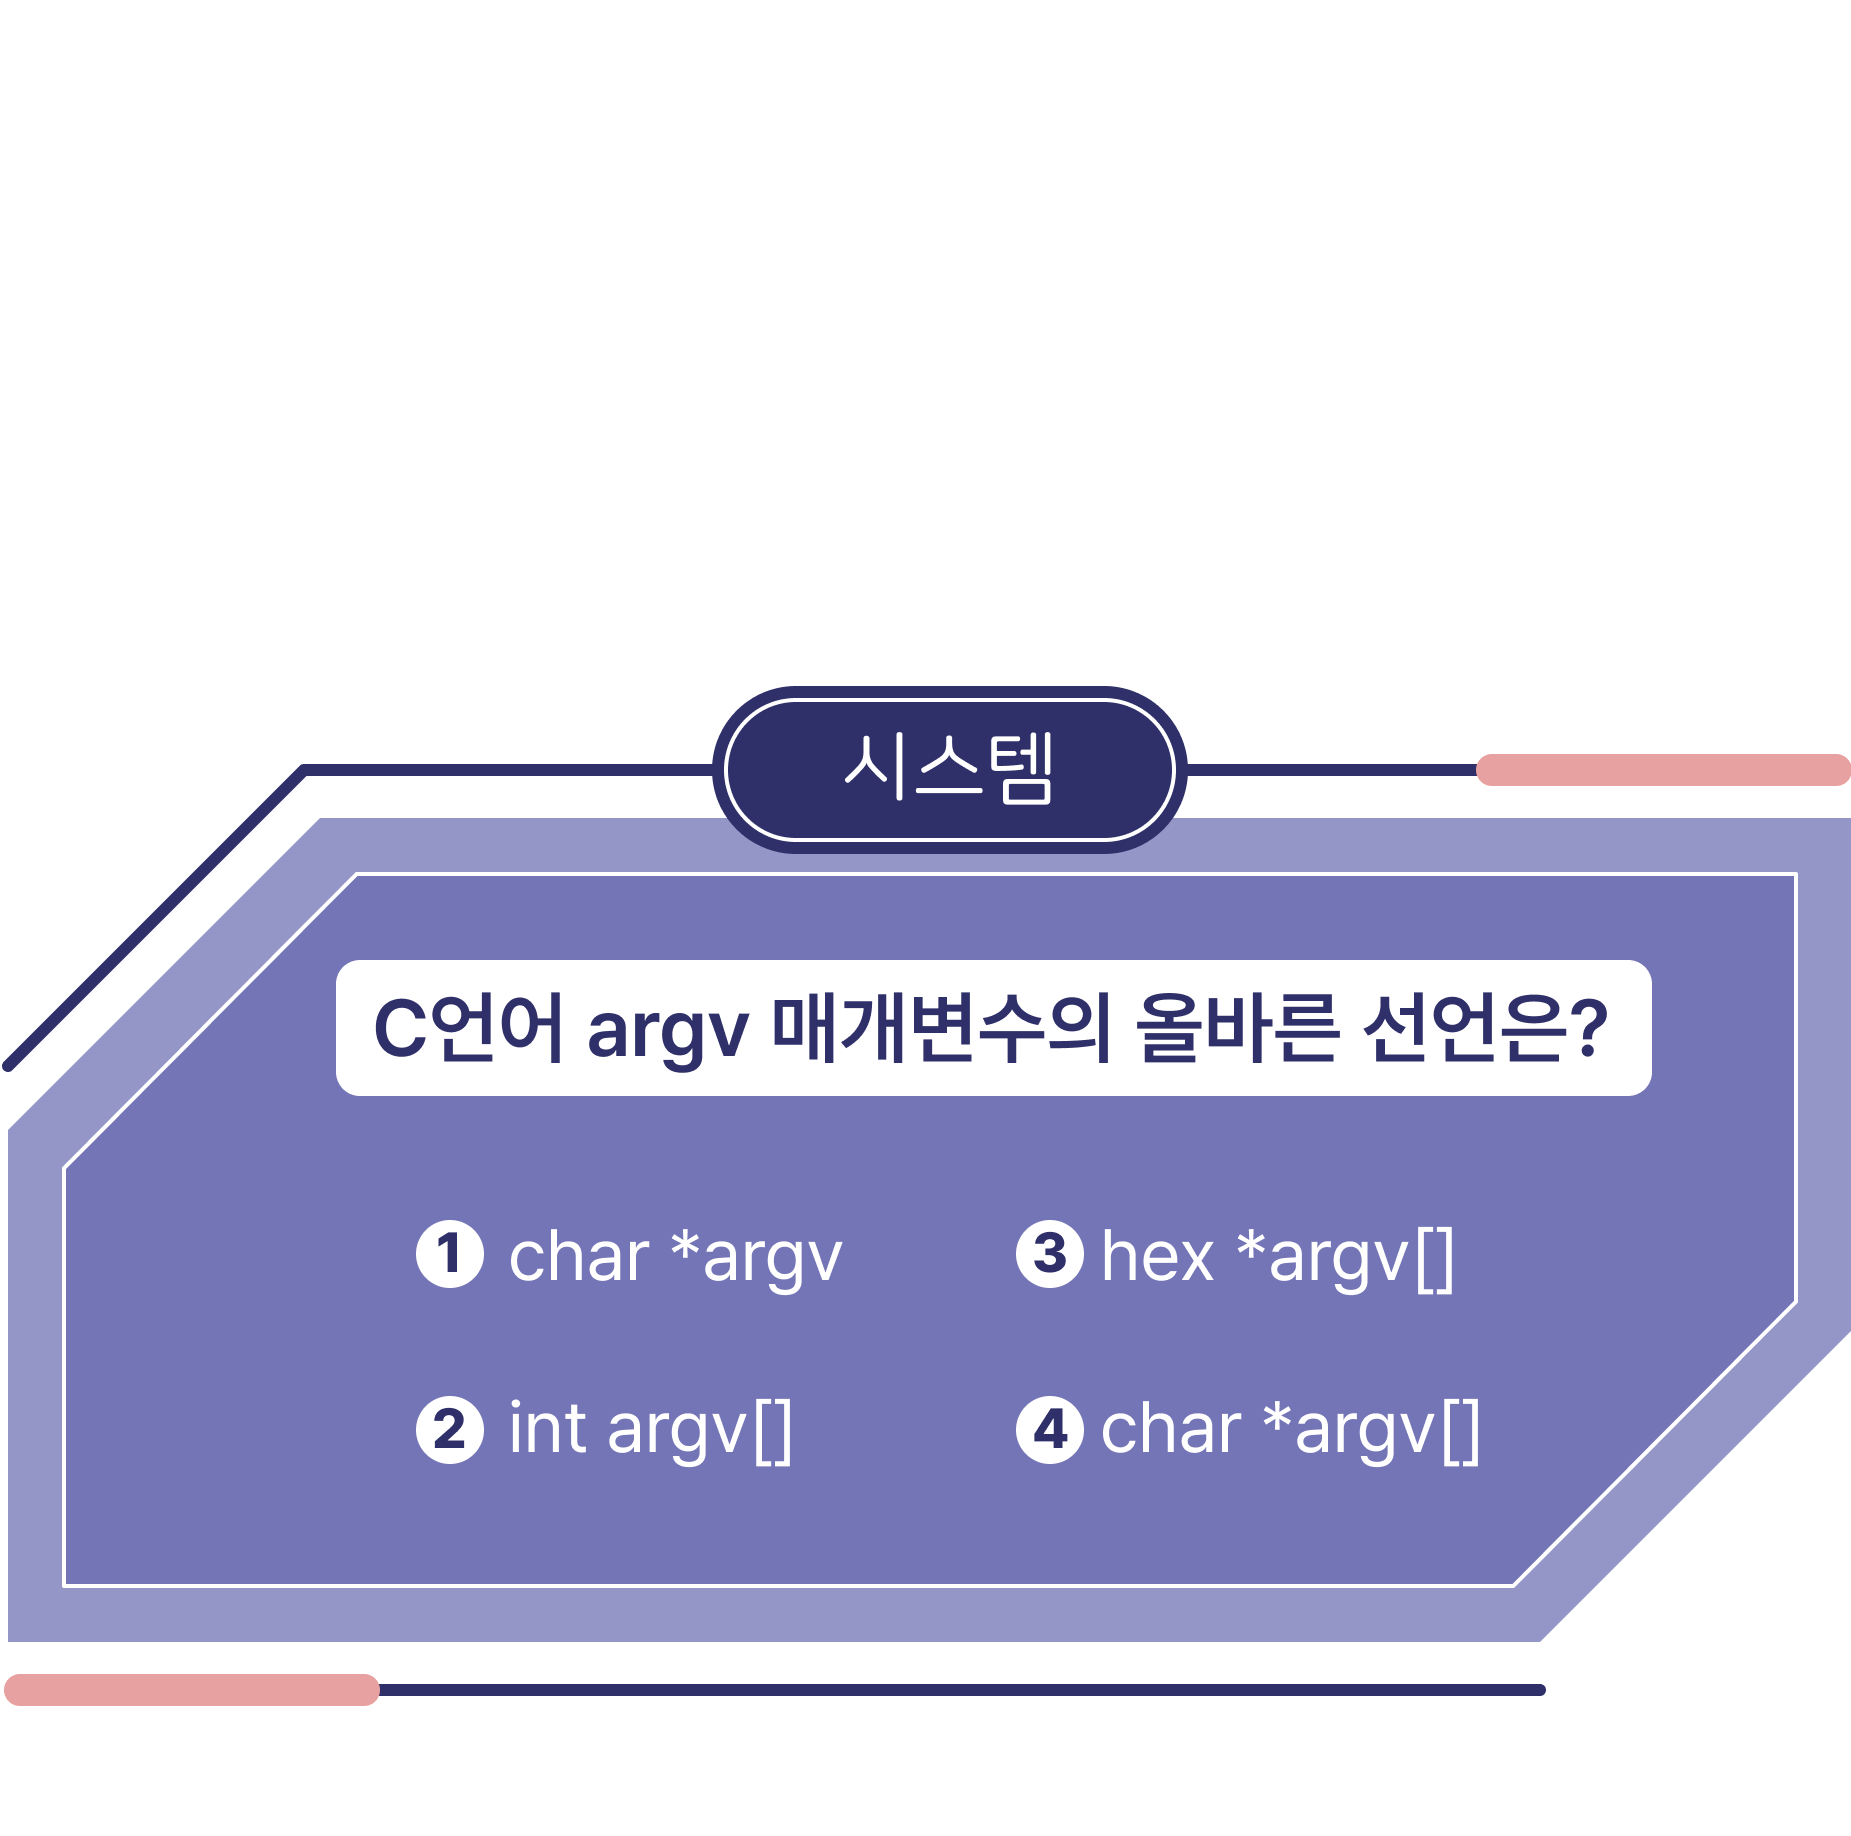 시스템
C언어 argv 매개변수의 올바른 선언은?
1 char *argv
2 int argv[]
3 hex *argv[]
4 char *argv[]